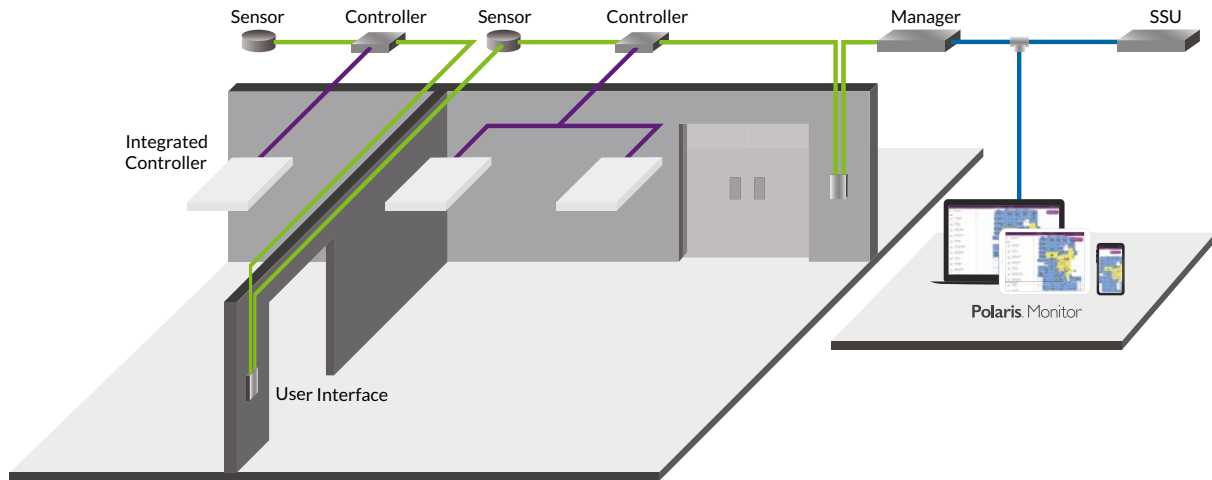 Sensor
Controller
Sensor
Controller
Manager
SSU
Integrated
Controller
Polaris. Monitor
User Interface